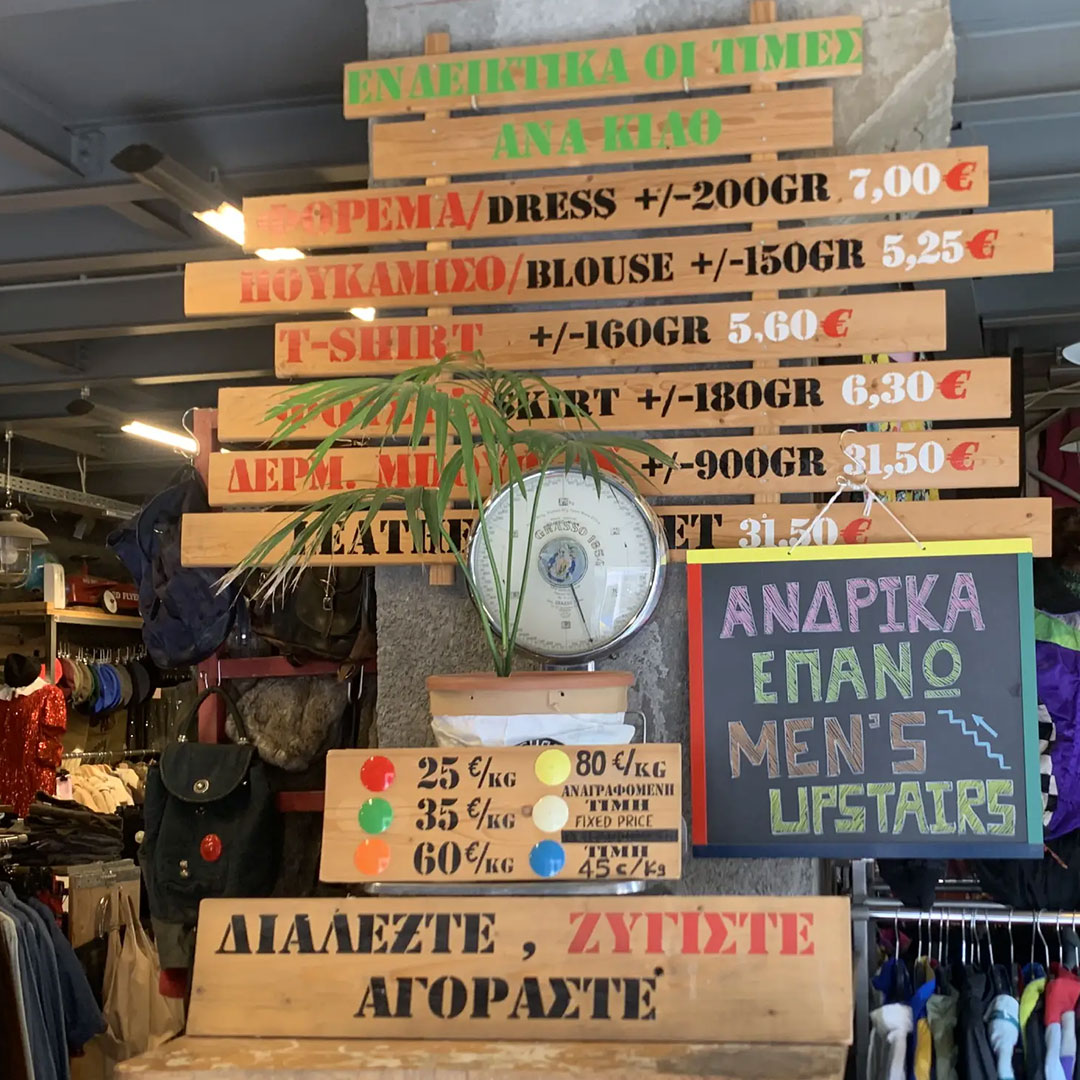 ΕΝΔΕΙΚΤΙΚΑ ΟΙ ΤΙΜΕΣ
ΑΝΑ ΚΙΛΟ
ΦΟΡΕΜΑ/DRESS +/-200GR 7,00€
ΠΟΥΚΑΜΙΣΟ/BLOUSE +/-150GR 5,25€
T-SHIRT +/-160GR 5,60€
/SKIRT +/-180GR 6,30€
ΔΕΡΜ. +/-900GR 31,50€
31,50€
GRASSO 1854
ΑΝΔΡΙΚΑ
ΕΠΑΝΩ
MEN'S
UPSTAIRS
25 €/KG
35 €/KG
60 €/KG
80 €/KG
ΑΝΑΓΡΑΦΟΜΕΝΗ
ΤΙΜΗ
FIXED PRICE
ΤΙΜΗ
45€/Kg
ΔΙΑΛΕΞΤΕ , ΖΥΓΙΣΤΕ
ΑΓΟΡΑΣΤΕ